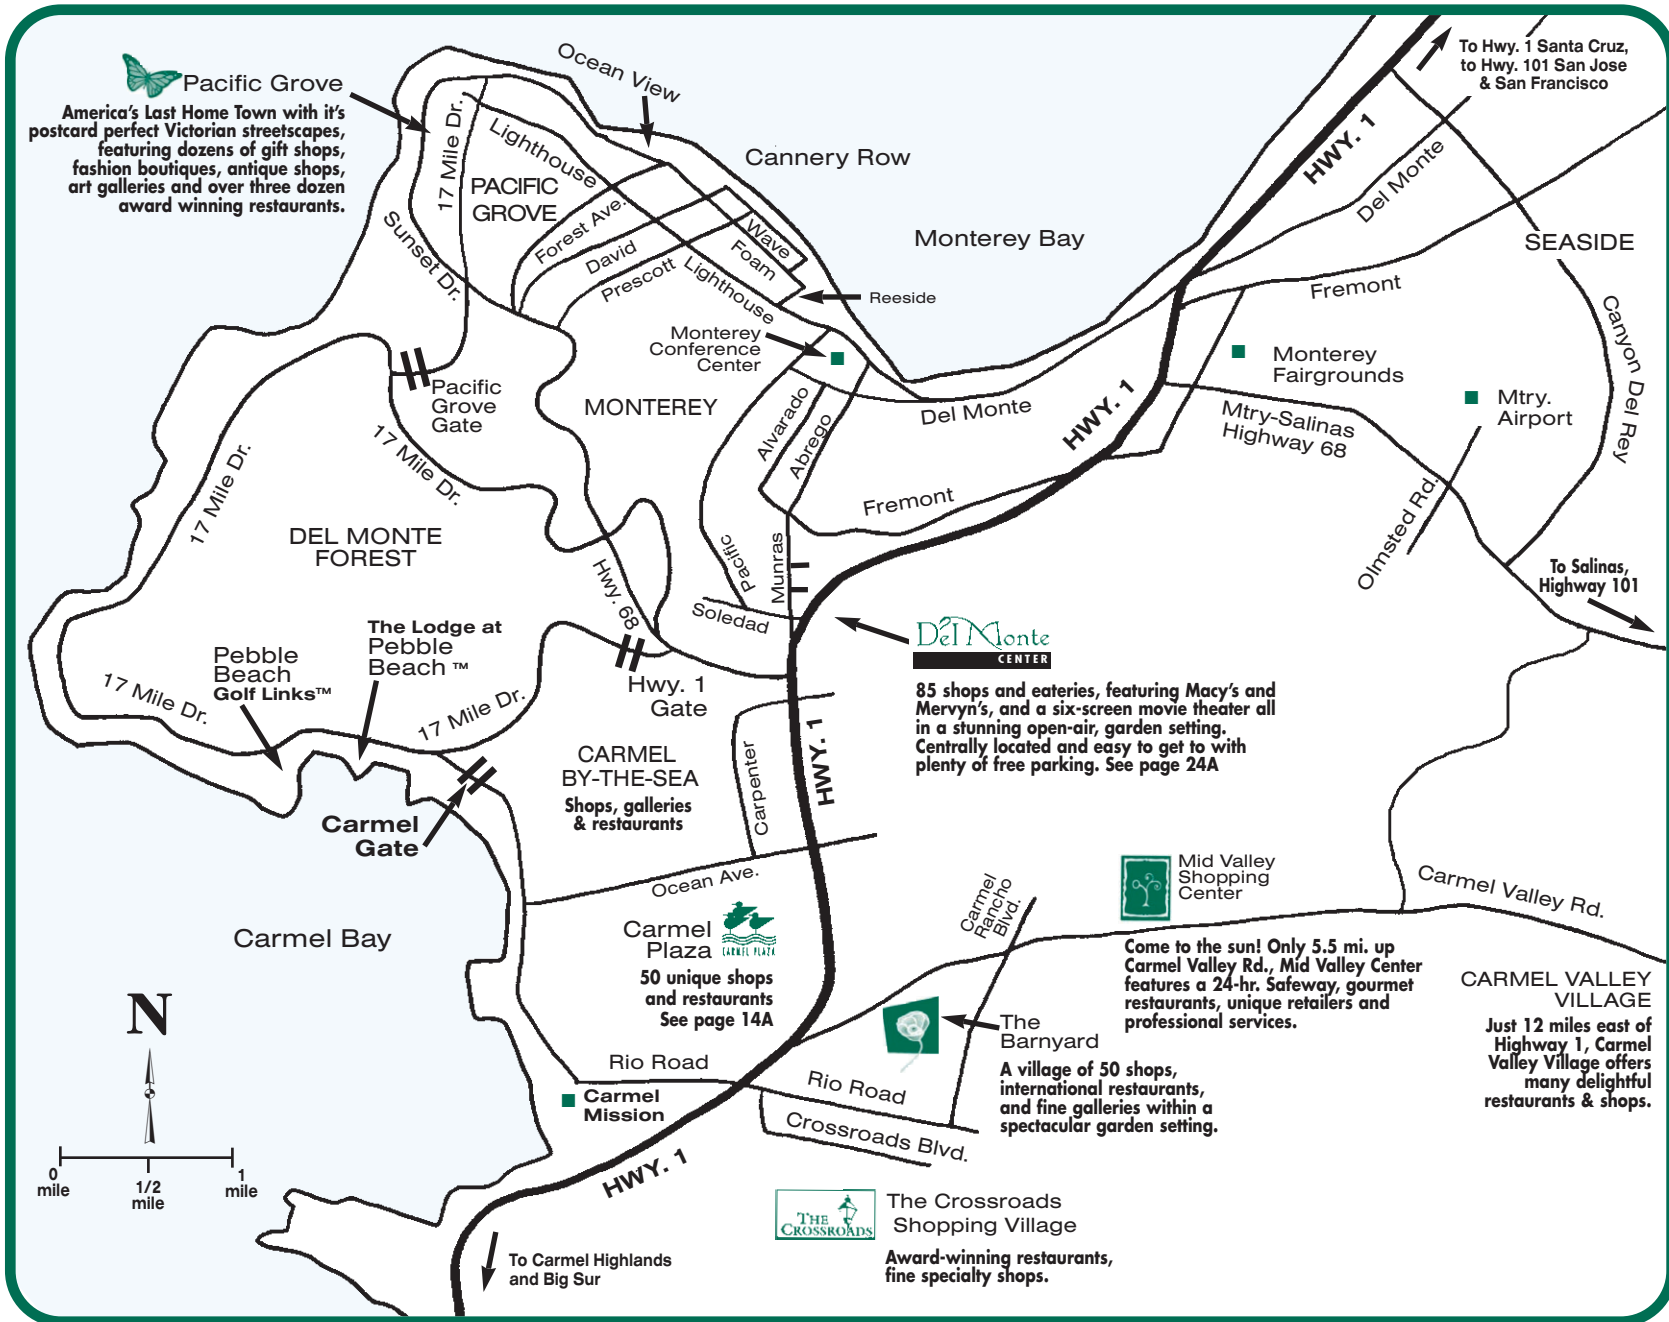 Pacific Grove
America's Last Home Town with it's
postcard perfect Victorian streetscapes,
featuring dozens of gift shops,
fashion boutiques, antique shops,
art galleries and over three dozen
award winning restaurants.
Ocean View
Cannery Row
Monterey Bay
To Hwy. 1 Santa Cruz,
to Hwy. 101 San Jose
& San Francisco
HWY. 1
Del Monte
SEASIDE
Fremont
Canyon Del Rey
17 Mile Dr.
Lighthouse
PACIFIC
GROVE
Sunset Dr.
Forest Ave.
David
Prescott
Wave
Foam
Lighthouse
Reeside
Monterey
Conference
Center
Monterey
Fairgrounds
Mtry.
Airport
Pacific
Grove
Gate
MONTEREY
Alvarado
Abrego
Del Monte
HWY. 1
Mtry-Salinas
Highway 68
17 Mile Dr.
17 Mile Dr.
Fremont
Olmsted Rd.
DEL MONTE
FOREST
Hwy. 68
Pacific
Munras
Soledad
To Salinas,
Highway 101
Del Monte
CENTER
85 shops and eateries, featuring Macy's and
Mervyn's, and a six-screen movie theater all
in a stunning open-air, garden setting.
Centrally located and easy to get to with
plenty of free parking. See page 24A
The Lodge at
Pebble
Beach ™
Pebble
Beach
Golf Links™
17 Mile Dr.
17 Mile Dr.
Hwy. 1
Gate
CARMEL
BY-THE-SEA
Shops, galleries
& restaurants
Carpenter
HWY. 1
Carmel
Gate
Ocean Ave.
Carmel
Plaza
CARMEL PLAZA
50 unique shops
and restaurants
See page 14A
Carmel Bay
Carmel
Rancho
Blvd.
Mid Valley
Shopping
Center
Come to the sun! Only 5.5 mi. up
Carmel Valley Rd., Mid Valley Center
features a 24-hr. Safeway, gourmet
restaurants, unique retailers and
professional services.
Carmel Valley Rd.
CARMEL VALLEY
VILLAGE
Just 12 miles east of
Highway 1, Carmel
Valley Village offers
many delightful
restaurants & shops.
The
Barnyard
A village of 50 shops,
international restaurants,
and fine galleries within a
spectacular garden setting.
Rio Road
Rio Road
Crossroads Blvd.
Carmel
Mission
HWY. 1
N
0
mile
1/2
mile
1
mile
THE
CROSSROADS
The Crossroads
Shopping Village
Award-winning restaurants,
fine specialty shops.
To Carmel Highlands
and Big Sur